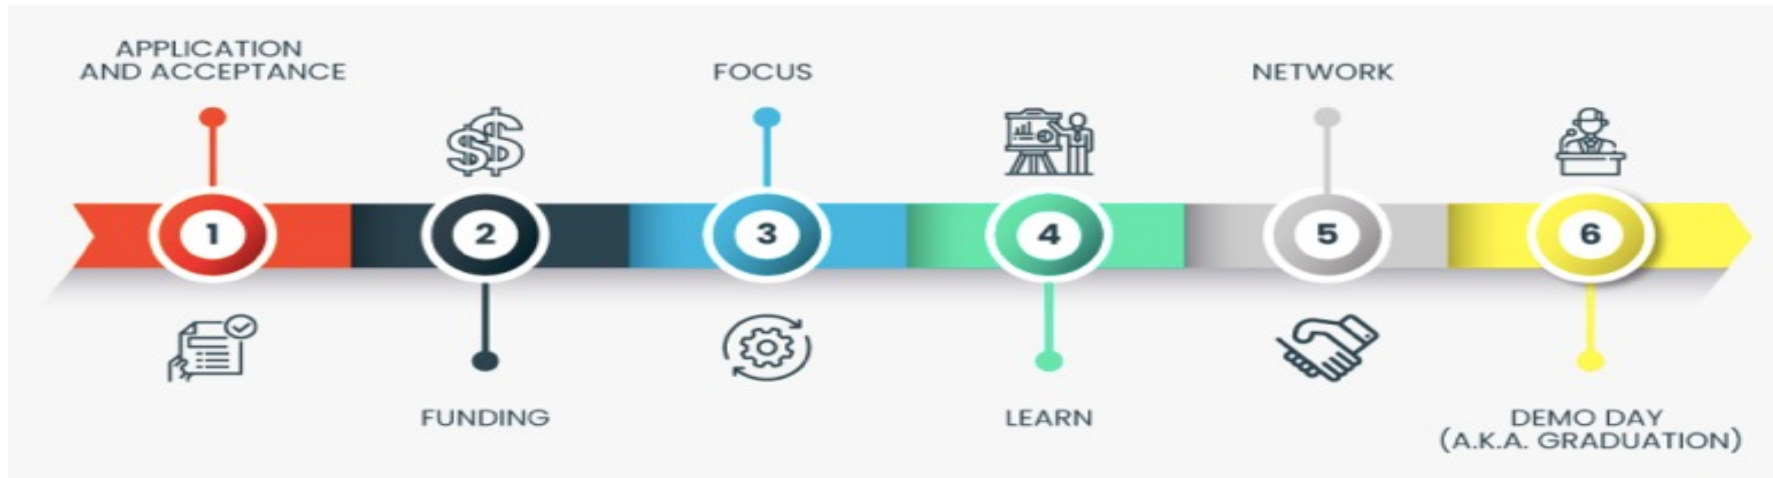 APPLICATION
AND ACCEPTANCE
1
2
FUNDING
FOCUS
3
4
LEARN
NETWORK
5
6
DEMO DAY
(A.K.A. GRADUATION)